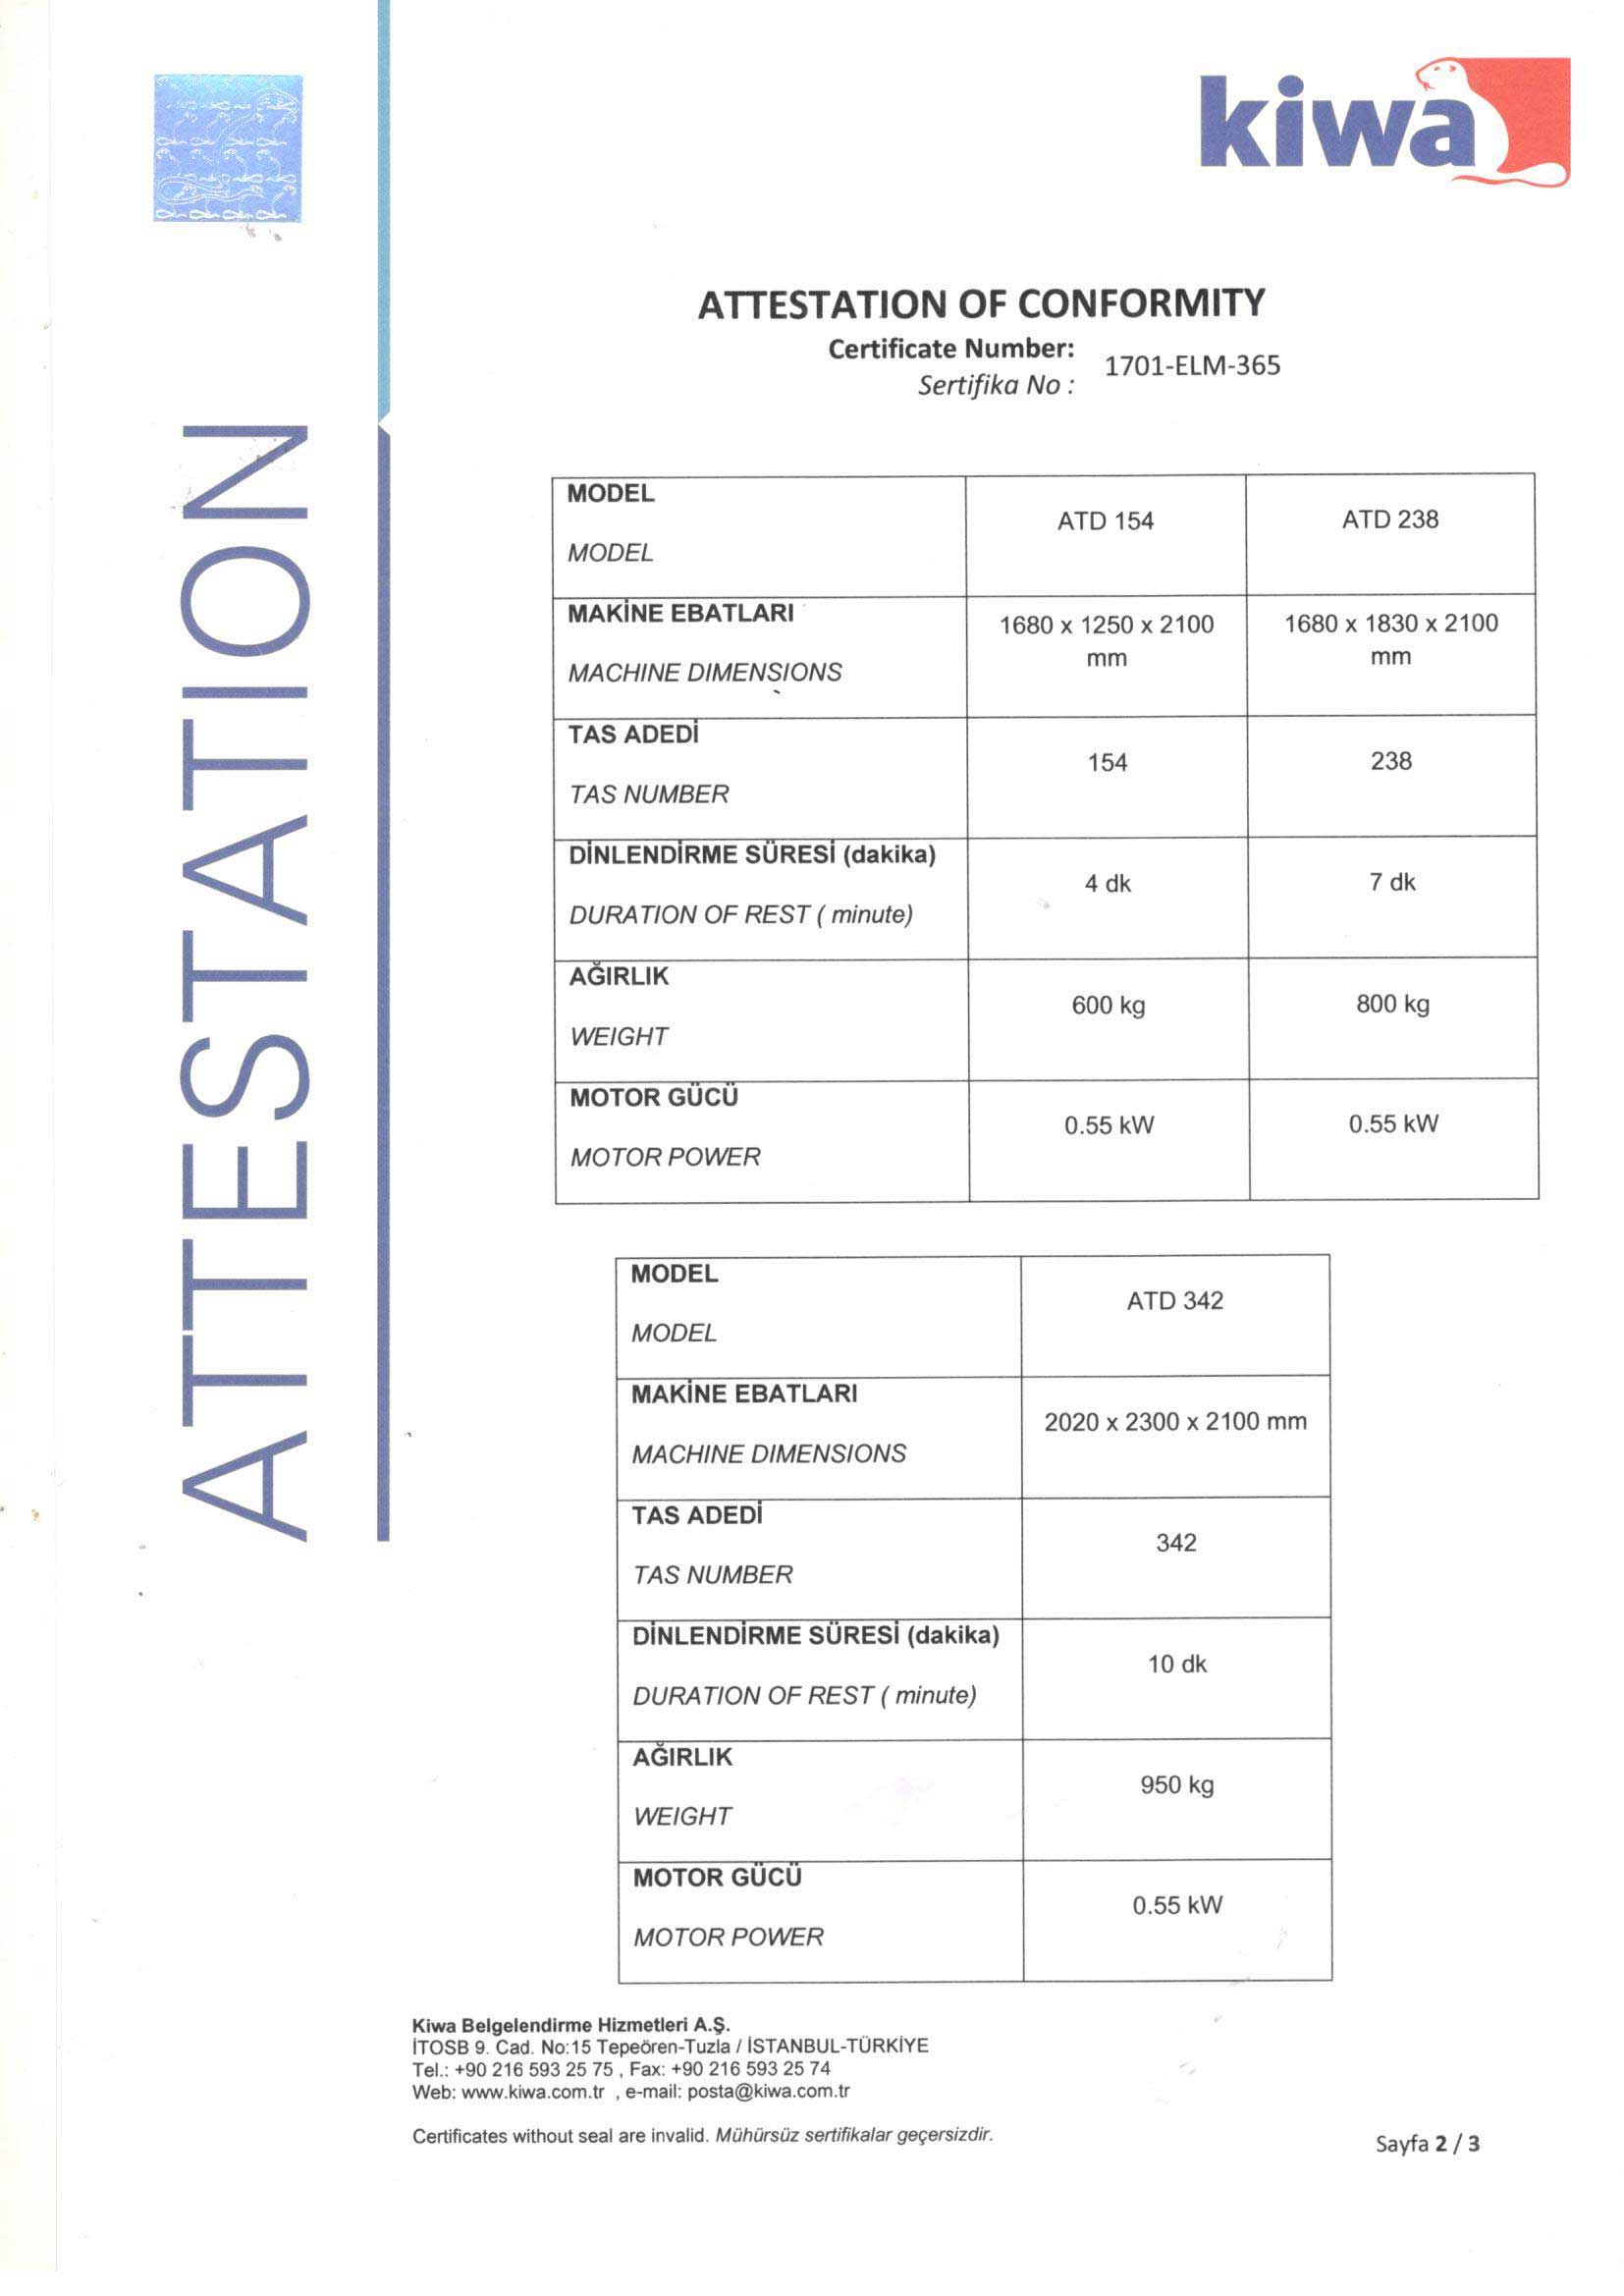 kiwa
ATTESTATION
ATTESTATION OF CONFORMITY
Certificate Number:
Sertifika No :
1701-ELM-365
MODEL
MODEL
ATD 154
ATD 238
MAKİNE EBATLARI
MACHINE DIMENSIONS
1680 x 1250 x 2100
mm
1680 x 1830 x 2100
mm
TAS ADEDİ
TAS NUMBER
154
238
DİNLENDİRME SÜRESİ (dakika)
DURATION OF REST ( minute)
4 dk
7 dk
AĞIRLIK
WEIGHT
600 kg
800 kg
MOTOR GÜCÜ
MOTOR POWER
0.55 kW
0.55 kW
MODEL
MODEL
ATD 342
MAKİNE EBATLARI
MACHINE DIMENSIONS
2020 x 2300 x 2100 mm
TAS ADEDİ
TAS NUMBER
342
DİNLENDİRME SÜRESİ (dakika)
DURATION OF REST ( minute)
10 dk
AĞIRLIK
WEIGHT
950 kg
MOTOR GÜCÜ
MOTOR POWER
0.55 kW
Kiwa Belgelendirme Hizmetleri A.Ş.
İTOSB 9. Cad. No:15 Tepeören-Tuzla / İSTANBUL-TÜRKİYE
Tel.: +90 216 593 25 75 , Fax: +90 216 593 25 74
Web: www.kiwa.com.tr , e-mail: posta@kiwa.com.tr
Certificates without seal are invalid. Mühürsüz sertifikalar geçersizdir.
Sayfa 2 / 3